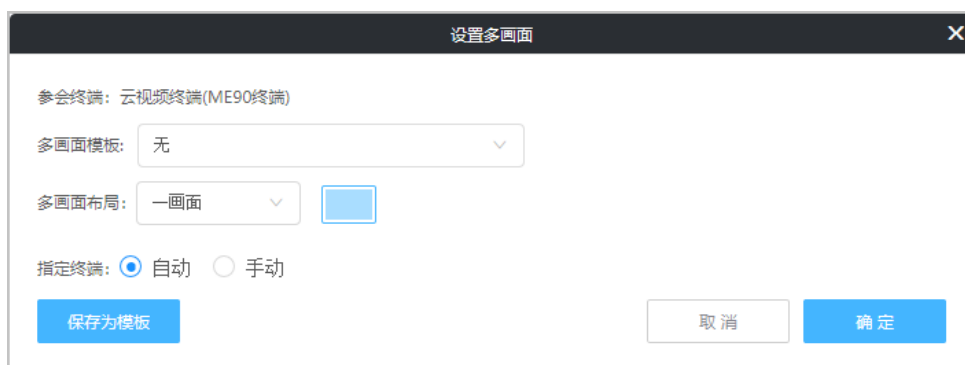 设置多画面
参会终端：云视频终端(ME90终端)
多画面模板: 无
多画面布局： 一画面
指定终端： 自动 手动
保存为模板 取消 确定